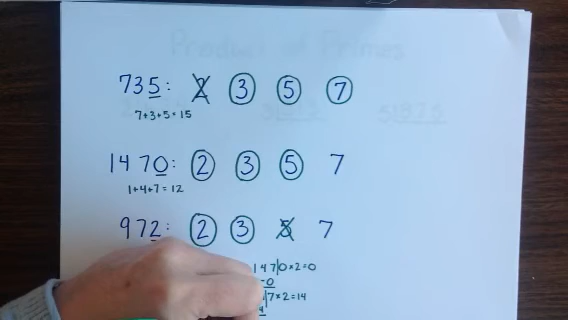 Product of Primes
735: 2 3 5 7
7+3+5=15
1470: 2 3 5 7
1+4+7=12
972: 2 3 5 7
147|0×2=0
7×2=14